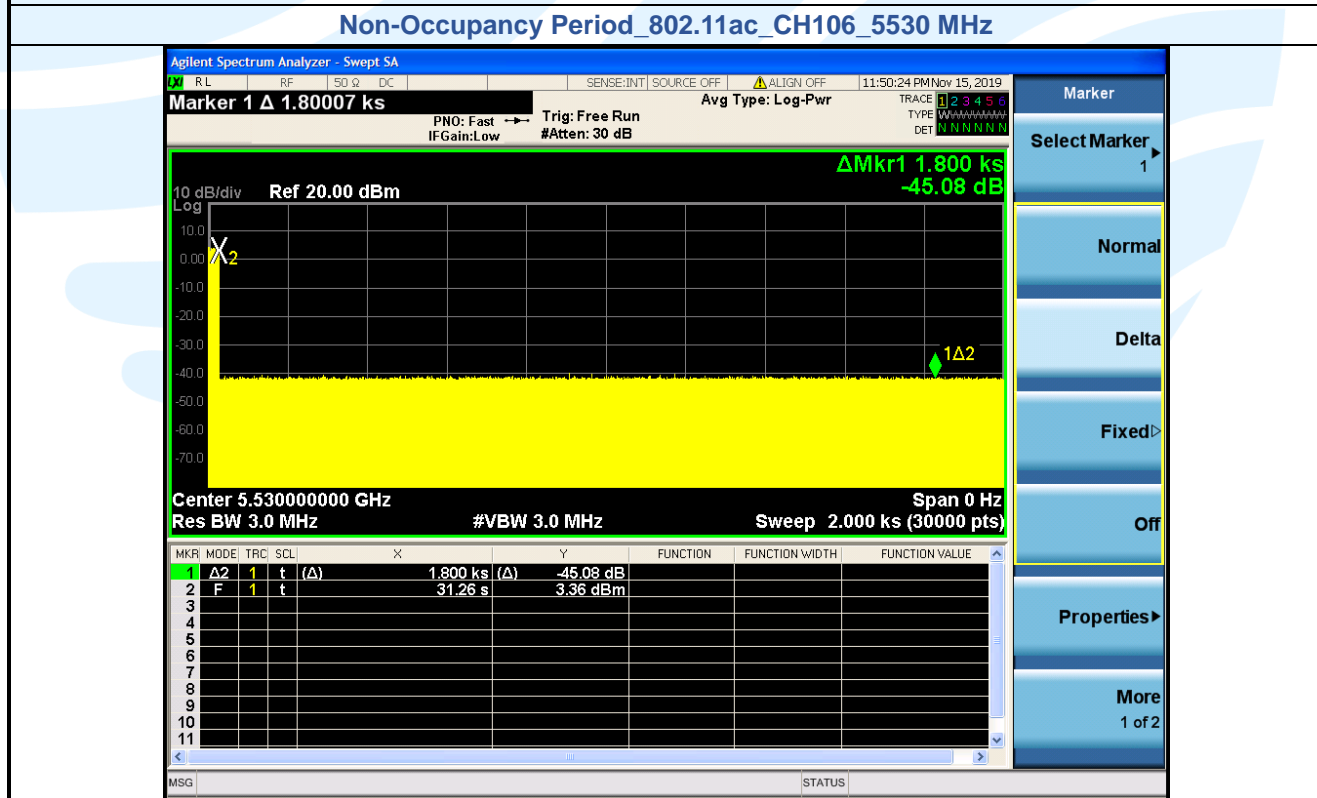 Non-Occupancy Period_802.11ac_CH106_5530 MHz
Agilent Spectrum Analyzer - Swept SA
LXI RL RF 50 Ω DC SENSE:INT SOURCE OFF ALIGN OFF 11:50:24 PM Nov 15, 2019
Marker 1 Δ 1.80007 ks
PNO: Fast
IFGain:Low
Trig: Free Run
#Atten: 30 dB
Avg Type: Log-Pwr
TRACE 1 2 3 4 5 6
TYPE
DET N N N N N N
ΔMkr1 1.800 ks
-45.08 dB
10 dB/div Ref 20.00 dBm
Log
10.0
0.00
-10.0
-20.0
-30.0
-40.0
-50.0
-60.0
-70.0
X2
1Δ2
Center 5.530000000 GHz Span 0 Hz
Res BW 3.0 MHz #VBW 3.0 MHz Sweep 2.000 ks (30000 pts)
MKR MODE TRC SCL X Y FUNCTION FUNCTION WIDTH FUNCTION VALUE
1 Δ2 1 t (Δ) 1.800 ks (Δ) -45.08 dB
2 F 1 t 31.26 s 3.36 dBm
3
4
5
6
7
8
9
10
11
MSG STATUS
Marker
Select Marker
1
Normal
Delta
Fixed
Off
Properties
More
1 of 2